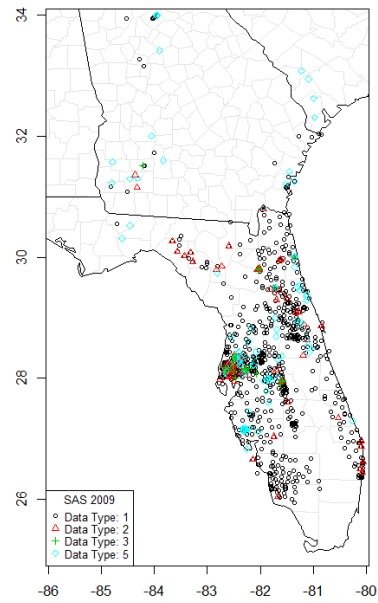 34
32
30
28
26
SAS 2009
Data Type: 1
Data Type: 2
Data Type: 3
Data Type: 5
-86 -85 -84 -83 -82 -81 -80